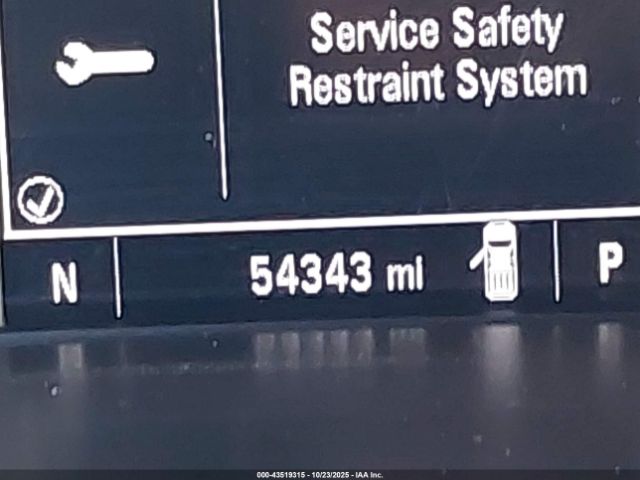 Service Safety
Restraint System
N
54343 mi
P
000-43519315 - 10/23/2025 - IAA Inc.